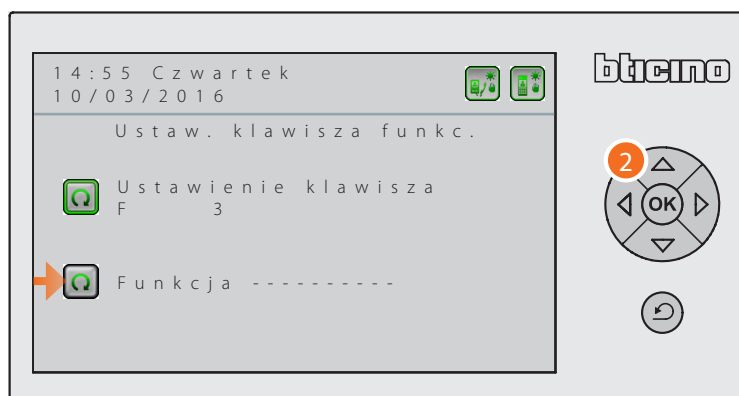 14:55 Czwartek
10/03/2016
bticino
Ustaw. klawisza funkc.
2
Ustawienie klawisza
F 3
OK
Funkcja ----------